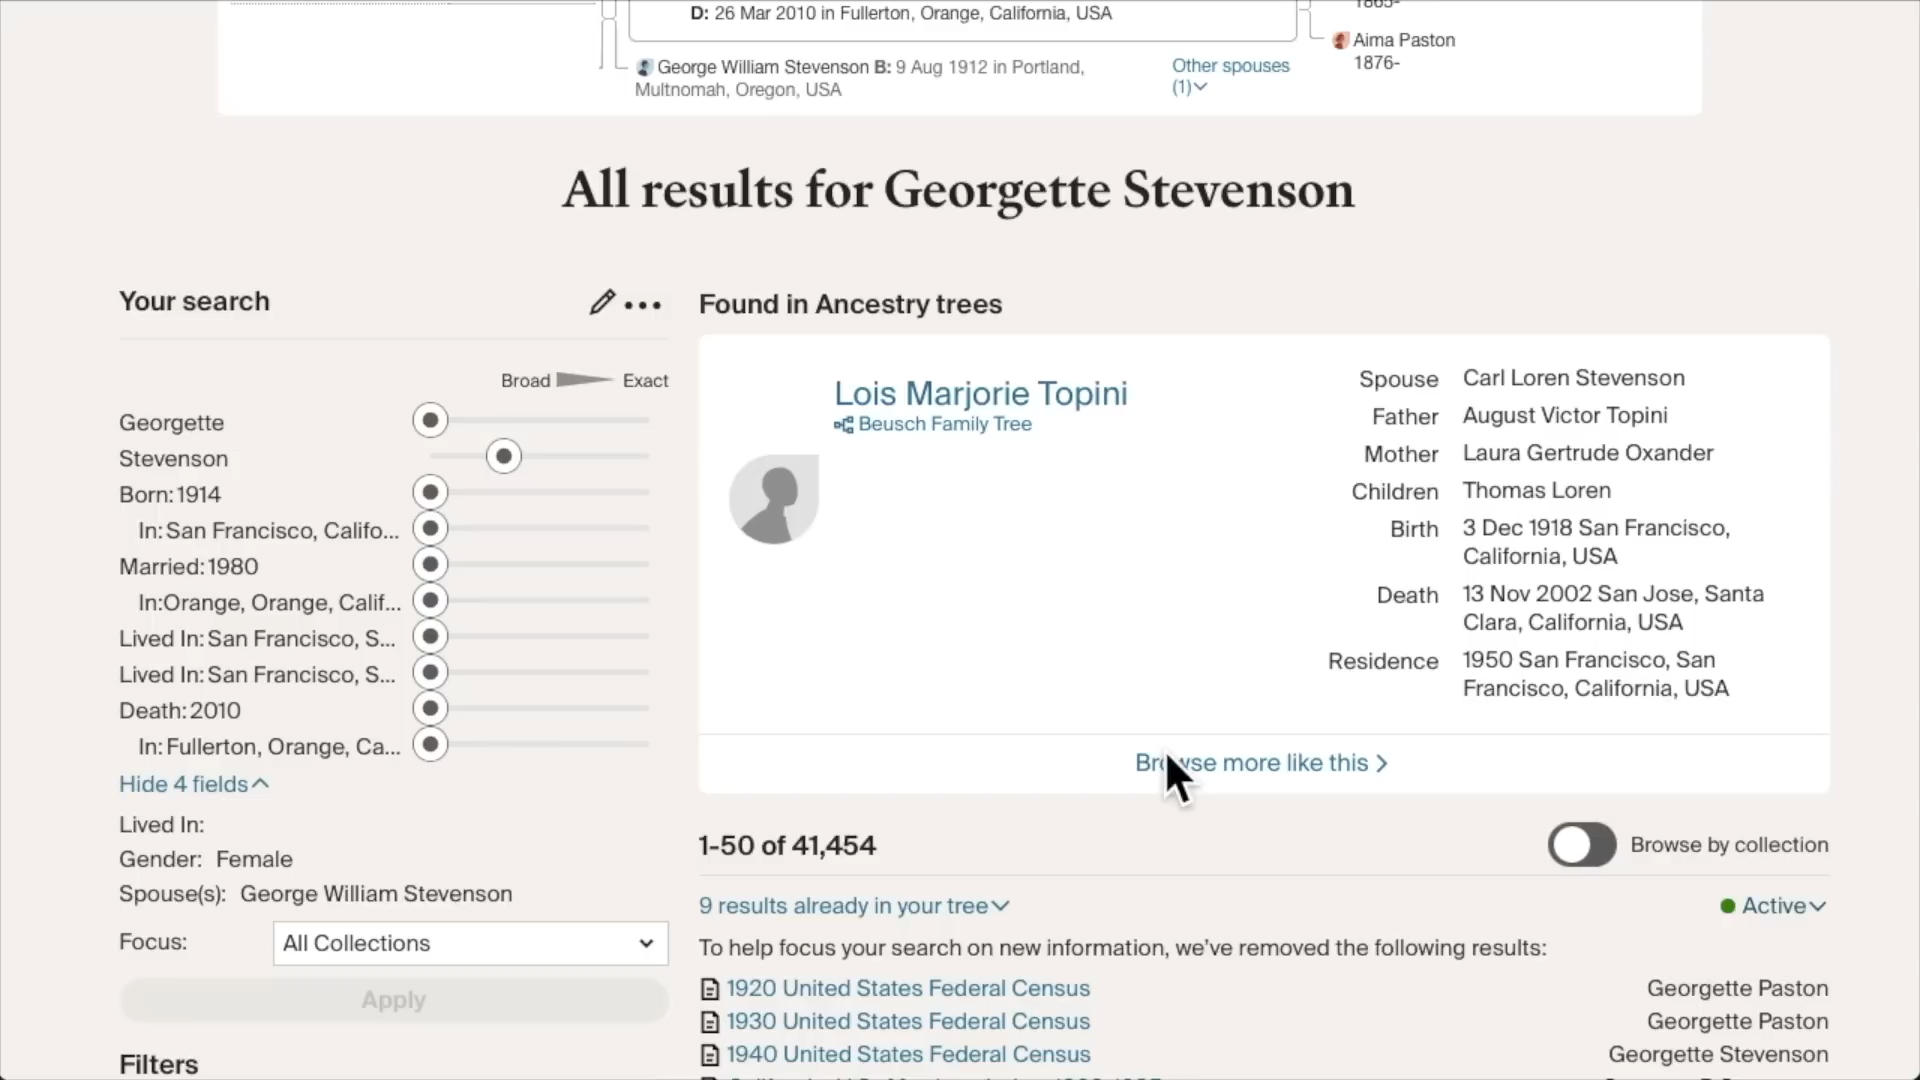 D: 26 Mar 2010 in Fullerton, Orange, California, USA
1865-
Aima Paston
1876-
George William Stevenson B: 9 Aug 1912 in Portland,
Multnomah, Oregon, USA
Other spouses
(1)
All results for Georgette Stevenson
Your search
Broad Exact
Georgette
Stevenson
Born: 1914
In: San Francisco, Califo...
Married: 1980
In:Orange, Orange, Calif...
Lived In: San Francisco, S...
Lived In: San Francisco, S...
Death: 2010
In: Fullerton, Orange, Ca...
Hide 4 fields
Lived In:
Gender: Female
Spouse(s): George William Stevenson
Focus: All Collections
Apply
Filters
Found in Ancestry trees
Lois Marjorie Topini
Beusch Family Tree
Spouse Carl Loren Stevenson
Father August Victor Topini
Mother Laura Gertrude Oxander
Children Thomas Loren
Birth 3 Dec 1918 San Francisco,
California, USA
Death 13 Nov 2002 San Jose, Santa
Clara, California, USA
Residence 1950 San Francisco, San
Francisco, California, USA
Browse more like this
1-50 of 41,454
Browse by collection
9 results already in your tree
Active
To help focus your search on new information, we've removed the following results:
1920 United States Federal Census Georgette Paston
1930 United States Federal Census Georgette Paston
1940 United States Federal Census Georgette Stevenson